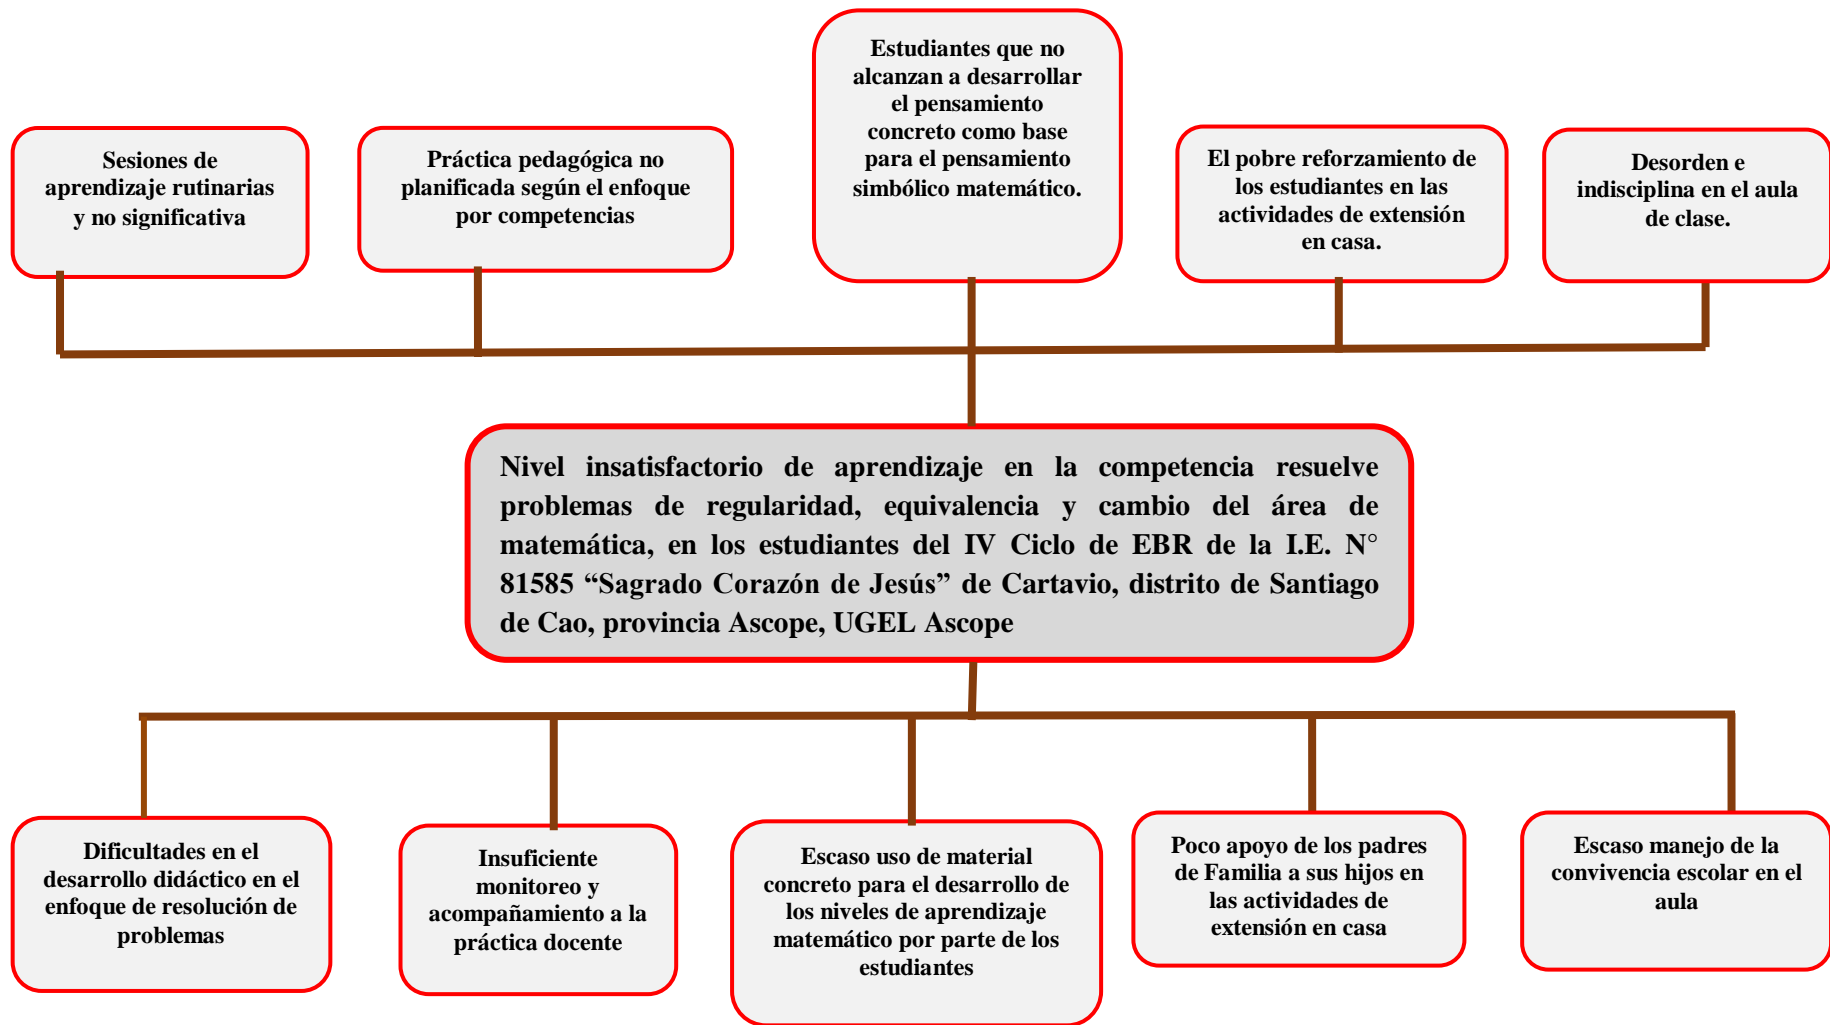 Estudiantes que no
alcanzan a desarrollar
el pensamiento
concreto como base
para el pensamiento
simbólico matemático.
Sesiones de
aprendizaje rutinarias
y no significativa
Práctica pedagógica no
planificada según el enfoque
por competencias
El pobre reforzamiento de
los estudiantes en las
actividades de extensión
en casa.
Desorden e
indisciplina en el aula
de clase.
Nivel insatisfactorio de aprendizaje en la competencia resuelve
problemas de regularidad, equivalencia y cambio del área de
matemática, en los estudiantes del IV Ciclo de EBR de la I.E. N°
81585 “Sagrado Corazón de Jesús” de Cartavio, distrito de Santiago
de Cao, provincia Ascope, UGEL Ascope
Dificultades en el
desarrollo didáctico en el
enfoque de resolución de
problemas
Insuficiente
monitoreo y
acompañamiento a la
práctica docente
Escaso uso de material
concreto para el desarrollo de
los niveles de aprendizaje
matemático por parte de los
estudiantes
Poco apoyo de los padres
de Familia a sus hijos en
las actividades de
extensión en casa
Escaso manejo de la
convivencia escolar en el
aula